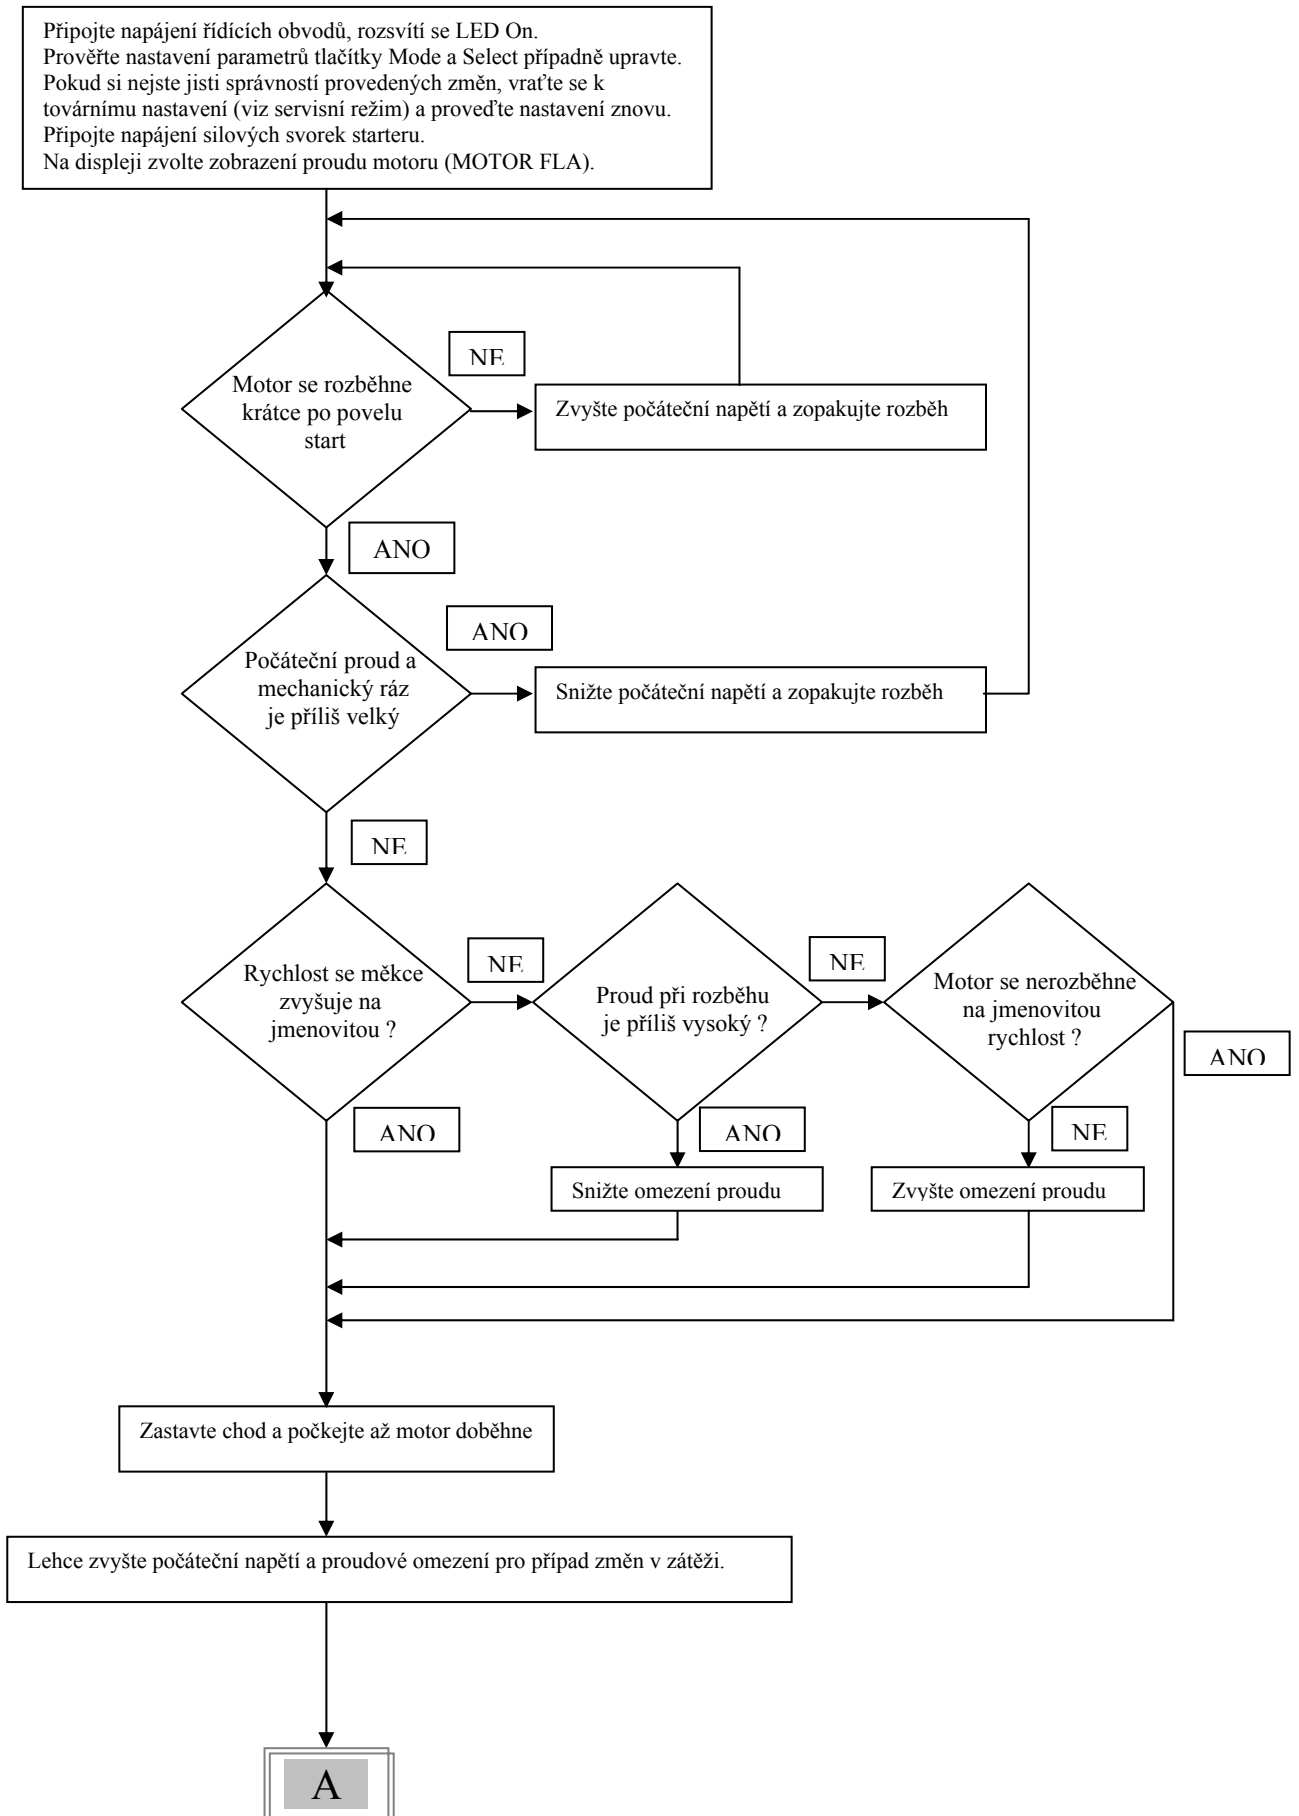 Připojte napájení řídících obvodů, rozsvítí se LED On.
Prověřte nastavení parametrů tlačítky Mode a Select případně upravte.
Pokud si nejste jisti správností provedených změn, vraťte se k
továrnímu nastavení (viz servisní režim) a proveďte nastavení znovu.
Připojte napájení silových svorek starteru.
Na displeji zvolte zobrazení proudu motoru (MOTOR FLA).
NE
Motor se rozběhne
krátce po povelu
start
Zvyšte počáteční napětí a zopakujte rozběh
ANO
ANO
Počáteční proud a
mechanický ráz
je příliš velký
Snižte počáteční napětí a zopakujte rozběh
NE
Rychlost se měkce
zvyšuje na
jmenovitou ?
NE
Proud při rozběhu
je příliš vysoký ?
NE
Motor se nerozběhne
na jmenovitou
rychlost ?
ANO
ANO
ANO
NE
Snižte omezení proudu
Zvyšte omezení proudu
Zastavte chod a počkejte až motor doběhne
Lehce zvyšte počáteční napětí a proudové omezení pro případ změn v zátěži.
A